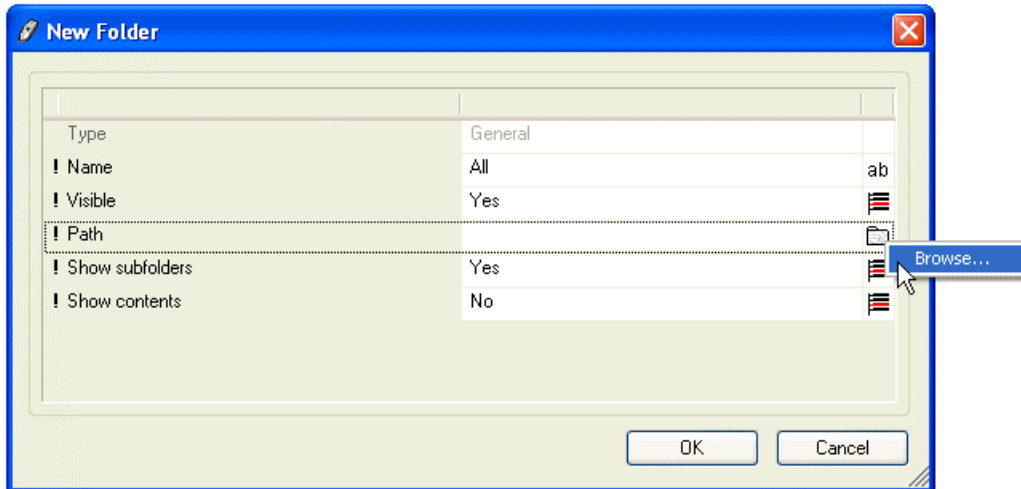 New Folder
Type General
! Name All ab
! Visible Yes
! Path
Browse...
! Show subfolders Yes
! Show contents No
OK Cancel